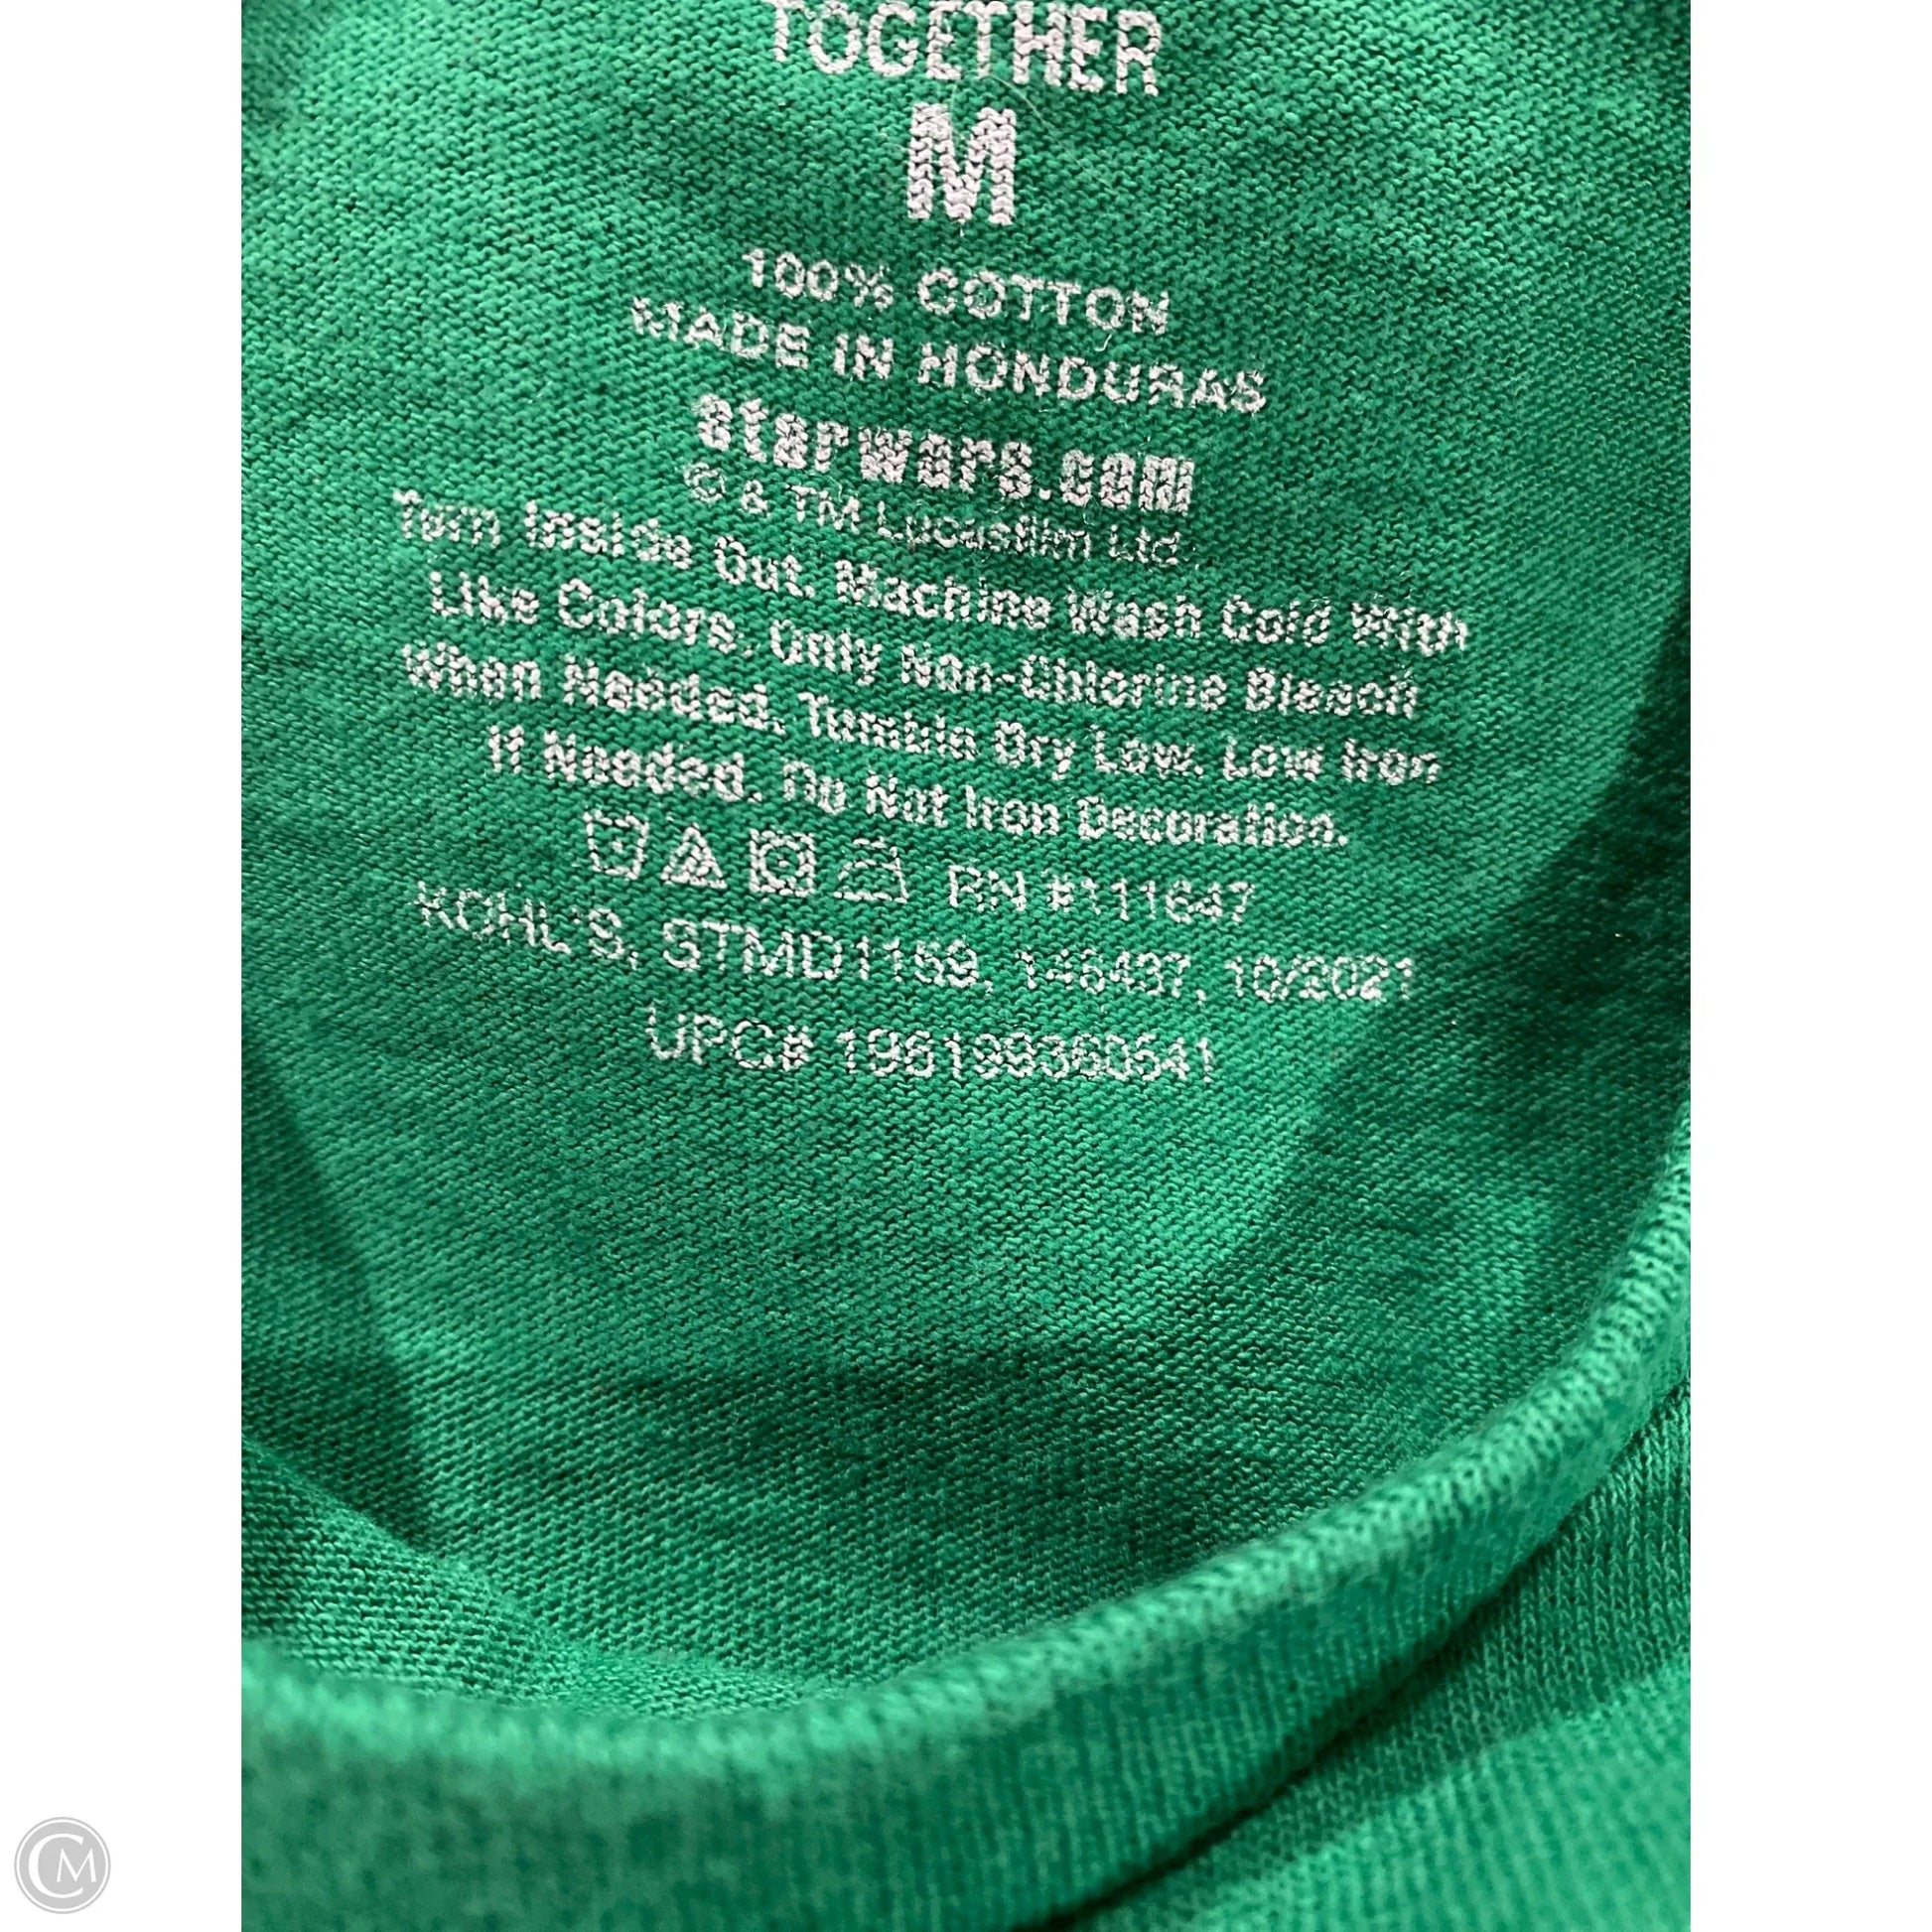 TOGETHER
M
100% COTTON
MADE IN HONDURAS
starwars.com
© & TM Lucasfilm Ltd.
Turn Inside Out. Machine Wash Cold With
Like Colors. Only Non-Chlorine Bleach
When Needed. Tumble Dry Low. Low Iron
If Needed. Do Not Iron Decoration.
RN #111647
KOHL'S, STMD1159, 146437, 10/2021
UPC# 196199360541
CM